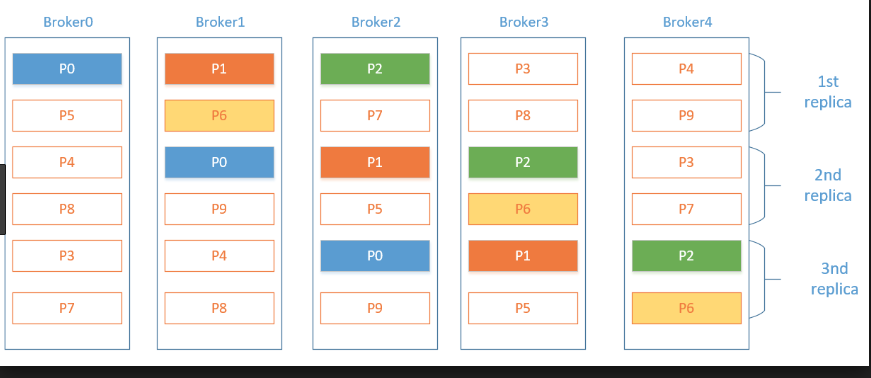 Broker0 Broker1 Broker2 Broker3 Broker4
P0 P1 P2 P3 P4
P5 P6 P7 P8 P9
1st
replica
P4 P0 P1 P2 P3
P8 P9 P5 P6 P7
2nd
replica
P3 P4 P0 P1 P2
P7 P8 P9 P5 P6
3nd
replica